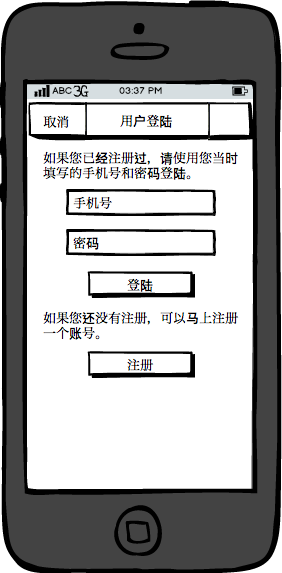 ABC 3G 03:37 PM
取消 用户登陆
如果您已经注册过，请使用您当时
填写的手机号和密码登陆。
手机号
密码
登陆
如果您还没有注册，可以马上注册
一个账号。
注册